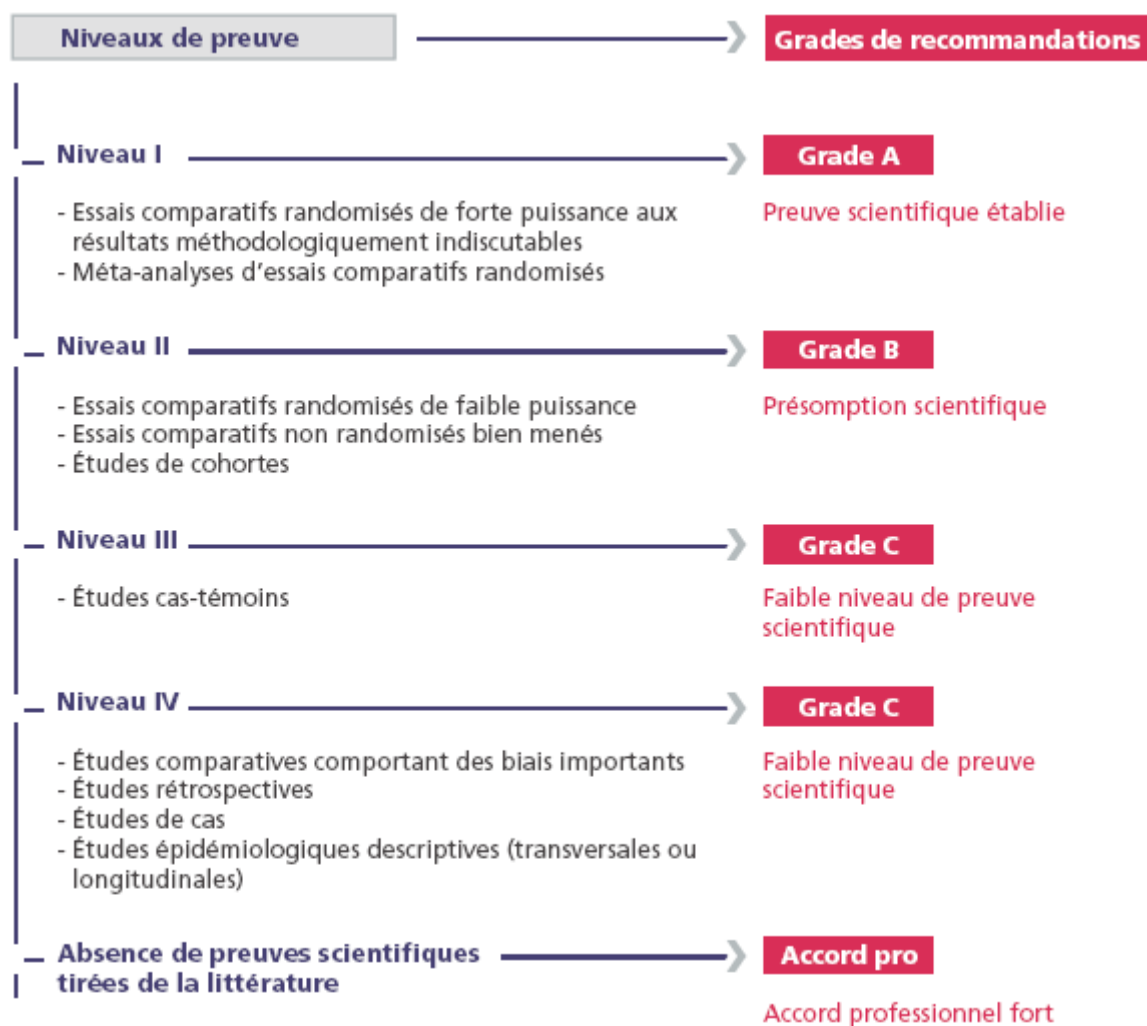 Niveaux de preuve
Grades de recommandations
Niveau I
Grade A
- Essais comparatifs randomisés de forte puissance aux
résultats méthodologiquement indiscutables
- Méta-analyses d'essais comparatifs randomisés
Preuve scientifique établie
Niveau II
Grade B
- Essais comparatifs randomisés de faible puissance
- Essais comparatifs non randomisés bien menés
- Études de cohortes
Présomption scientifique
Niveau III
Grade C
- Études cas-témoins
Faible niveau de preuve
scientifique
Niveau IV
Grade C
- Études comparatives comportant des biais importants
- Études rétrospectives
- Études de cas
- Études épidémiologiques descriptives (transversales ou
longitudinales)
Faible niveau de preuve
scientifique
Absence de preuves scientifiques
tirées de la littérature
Accord pro
Accord professionnel fort